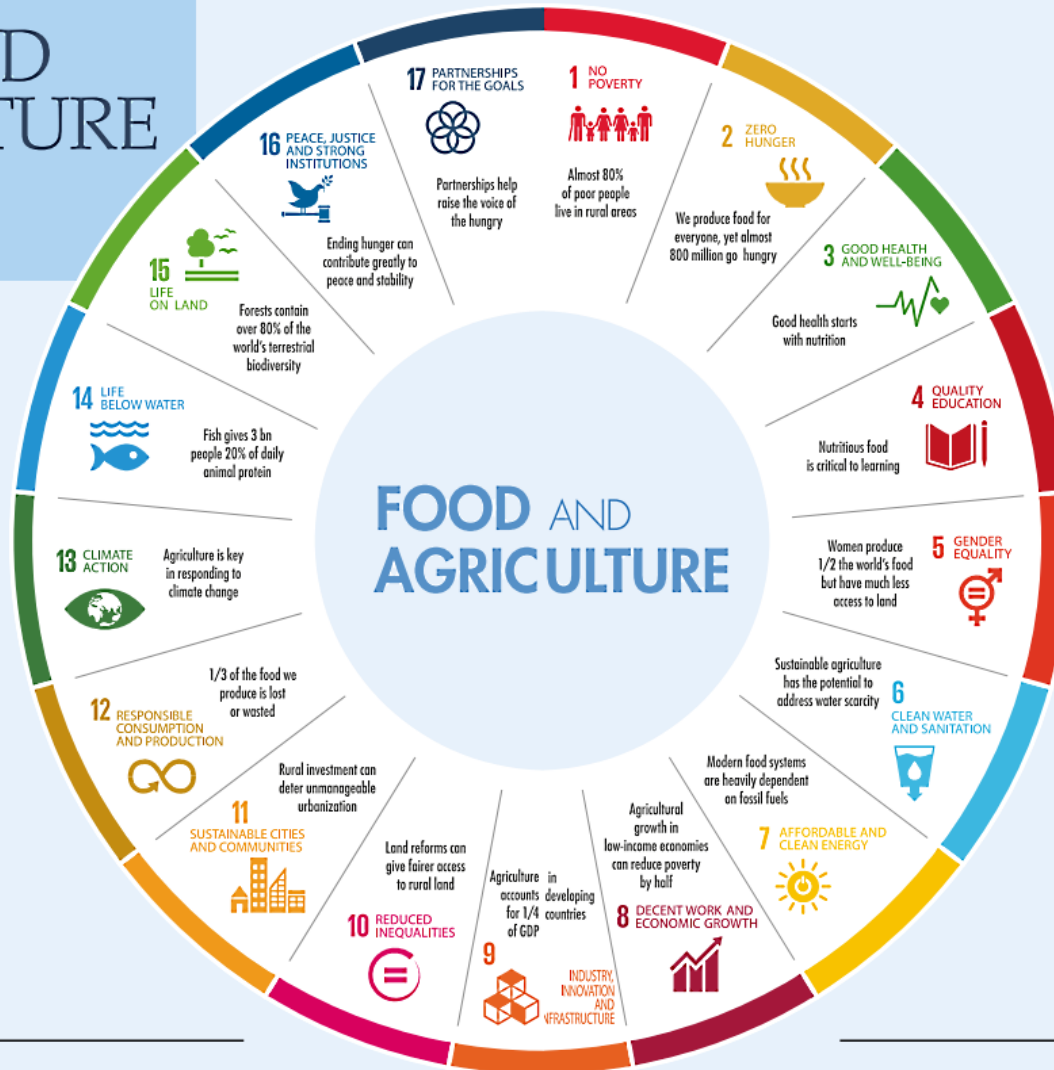 D
TURE
17 PARTNERSHIPS
FOR THE GOALS
Partnerships help
raise the voice of
the hungry
1 NO
POVERTY
Almost 80%
of poor people
live in rural areas
2 ZERO
HUNGER
We produce food for
everyone, yet almost
800 million go hungry
3 GOOD HEALTH
AND WELL-BEING
Good health starts
with nutrition
4 QUALITY
EDUCATION
Nutritious food
is critical to learning
5 GENDER
EQUALITY
Women produce
1/2 the world's food
but have much less
access to land
6
CLEAN WATER
AND SANITATION
Sustainable agriculture
has the potential to
address water scarcity
7 AFFORDABLE AND
CLEAN ENERGY
Modern food systems
are heavily dependent
on fossil fuels
8 DECENT WORK AND
ECONOMIC GROWTH
Agricultural
growth in
low-income economies
can reduce poverty
by half
9
INDUSTRY,
INNOVATION
AND
NFRASTRUCTURE
Agriculture in
accounts developing
for 1/4 countries
of GDP
10 REDUCED
INEQUALITIES
Land reforms can
give fairer access
to rural land
11
SUSTAINABLE CITIES
AND COMMUNITIES
Rural investment can
deter unmanageable
urbanization
12 RESPONSIBLE
CONSUMPTION
AND PRODUCTION
1/3 of the food we
produce is lost
or wasted
13 CLIMATE
ACTION
Agriculture is key
in responding to
climate change
14 LIFE
BELOW WATER
Fish gives 3 bn
people 20% of daily
animal protein
15
LIFE
ON LAND
Forests contain
over 80% of the
world's terrestrial
biodiversity
16 PEACE, JUSTICE
AND STRONG
INSTITUTIONS
Ending hunger can
contribute greatly to
peace and stability
FOOD AND
AGRICULTURE